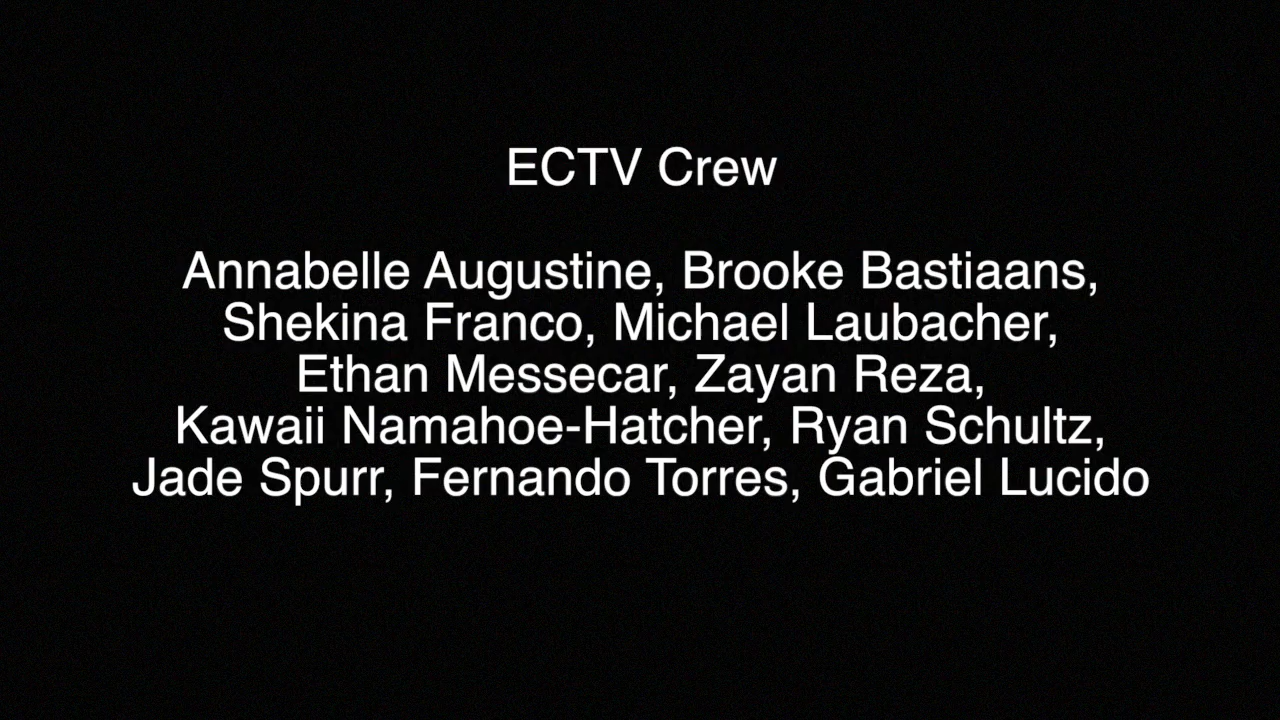 ECTV Crew
Annabelle Augustine, Brooke Bastiaans,
Shekina Franco, Michael Laubacher,
Ethan Messecar, Zayan Reza,
Kawaii Namahoe-Hatcher, Ryan Schultz,
Jade Spurr, Fernando Torres, Gabriel Lucido